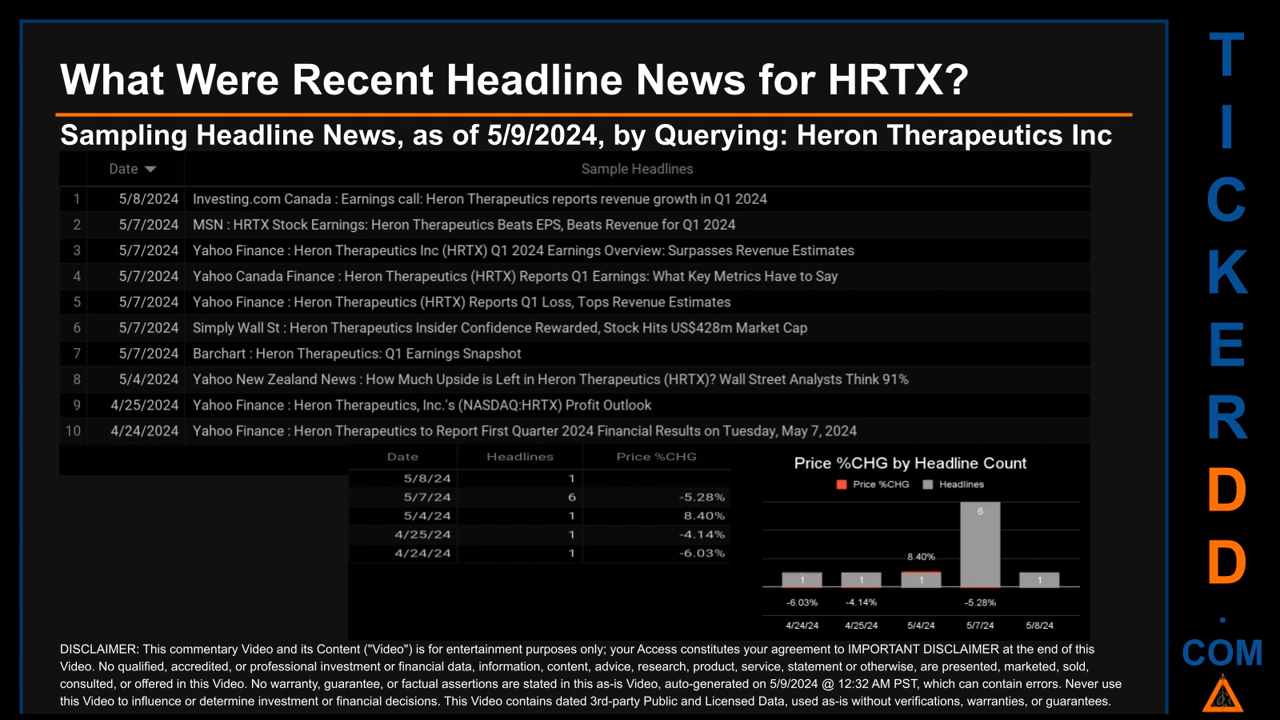 What Were Recent Headline News for HRTX?
Sampling Headline News, as of 5/9/2024, by Querying: Heron Therapeutics Inc
Date Sample Headlines
1 5/8/2024 Investing.com Canada : Earnings call: Heron Therapeutics reports revenue growth in Q1 2024
2 5/7/2024 MSN : HRTX Stock Earnings: Heron Therapeutics Beats EPS, Beats Revenue for Q1 2024
3 5/7/2024 Yahoo Finance : Heron Therapeutics Inc (HRTX) Q1 2024 Earnings Overview: Surpasses Revenue Estimates
4 5/7/2024 Yahoo Canada Finance : Heron Therapeutics (HRTX) Reports Q1 Earnings: What Key Metrics Have to Say
5 5/7/2024 Yahoo Finance : Heron Therapeutics (HRTX) Reports Q1 Loss, Tops Revenue Estimates
6 5/7/2024 Simply Wall St : Heron Therapeutics Insider Confidence Rewarded, Stock Hits US$428m Market Cap
7 5/7/2024 Barchart : Heron Therapeutics: Q1 Earnings Snapshot
8 5/4/2024 Yahoo New Zealand News : How Much Upside is Left in Heron Therapeutics (HRTX)? Wall Street Analysts Think 91%
9 4/25/2024 Yahoo Finance : Heron Therapeutics, Inc.'s (NASDAQ:HRTX) Profit Outlook
10 4/24/2024 Yahoo Finance : Heron Therapeutics to Report First Quarter 2024 Financial Results on Tuesday, May 7, 2024
Date Headlines Price %CHG
5/8/24 1
5/7/24 6 -5.28%
5/4/24 1 8.40%
4/25/24 1 -4.14%
4/24/24 1 -6.03%
Price %CHG by Headline Count
Price %CHG Headlines
6
8.40%
1 1 1 1
-6.03% -4.14% -5.28%
4/24/24 4/25/24 5/4/24 5/7/24 5/8/24
DISCLAIMER: This commentary Video and its Content ("Video") is for entertainment purposes only; your Access constitutes your agreement to IMPORTANT DISCLAIMER at the end of this
Video. No qualified, accredited, or professional investment or financial data, information, content, advice, research, product, service, statement or otherwise, are presented, marketed, sold,
consulted, or offered in this Video. No warranty, guarantee, or factual assertions are stated in this as-is Video, auto-generated on 5/9/2024 @ 12:32 AM PST, which can contain errors. Never use
this Video to influence or determine investment or financial decisions. This Video contains dated 3rd-party Public and Licensed Data, used as-is without verifications, warranties, or guarantees.
T
I
C
K
E
R
D
D
.
COM